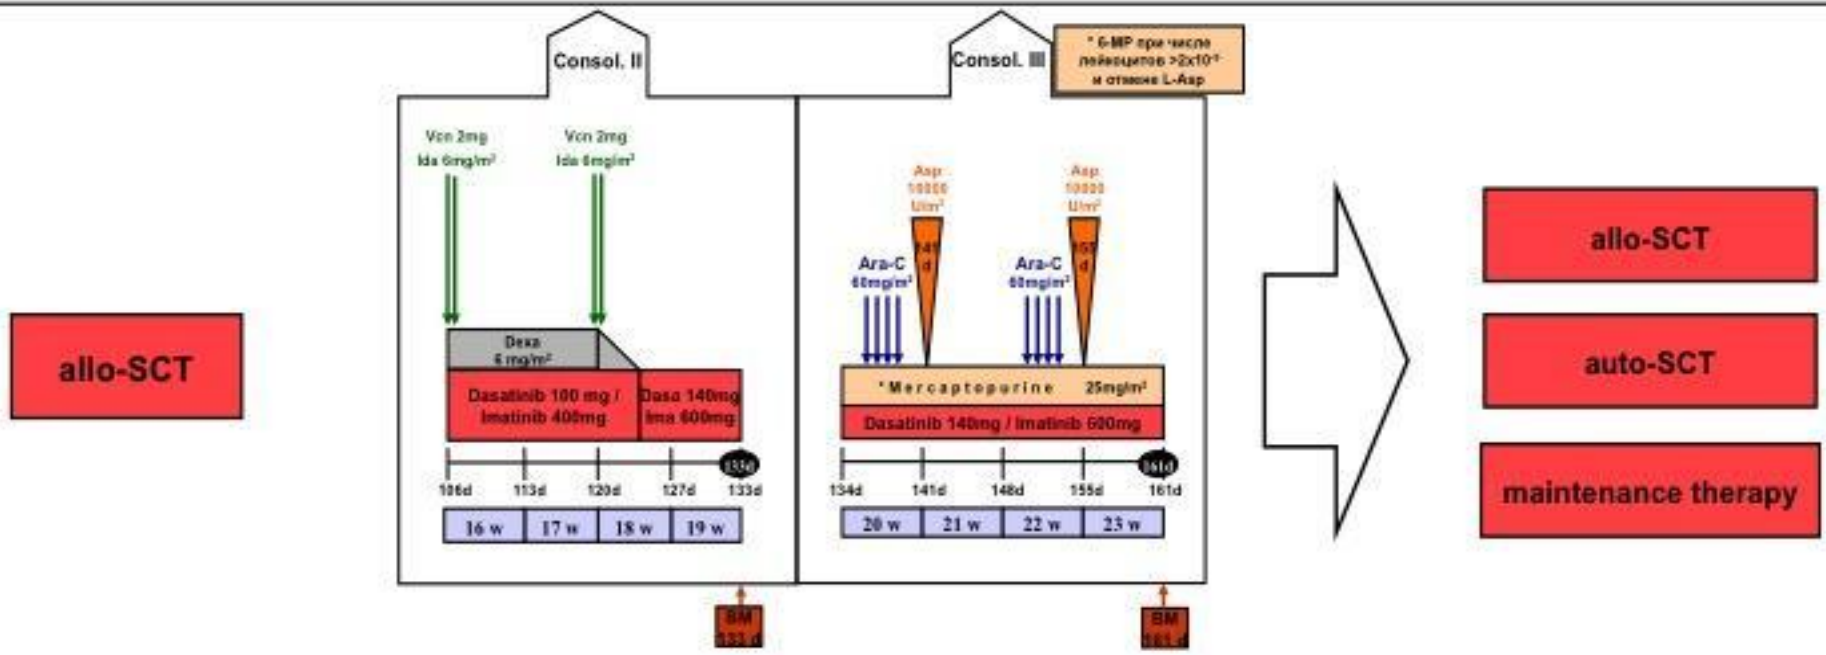 allo-SCT
Consol. II
Vcn 2mg
Ida 6mg/m²
Vcn 2mg
Ida 6mg/m²
Dexa
6 mg/m²
Dasatinib 100 mg /
Imatinib 400mg
Dasa 140mg
Ima 600mg
133d
106d 113d 120d 127d 133d
16 w 17 w 18 w 19 w
BM
133 d
Consol. III
* 6-MP при числе
лейкоцитов >2x10⁻⁹
и отмене L-Asp
Asp
10000
U/m²
141
d
Asp
10000
U/m²
155
d
Ara-C
60mg/m²
Ara-C
60mg/m²
*Mercaptopurine 25mg/m²
Dasatinib 140mg / Imatinib 600mg
161d
134d 141d 148d 155d 161d
20 w 21 w 22 w 23 w
BM
161 d
allo-SCT
auto-SCT
maintenance therapy